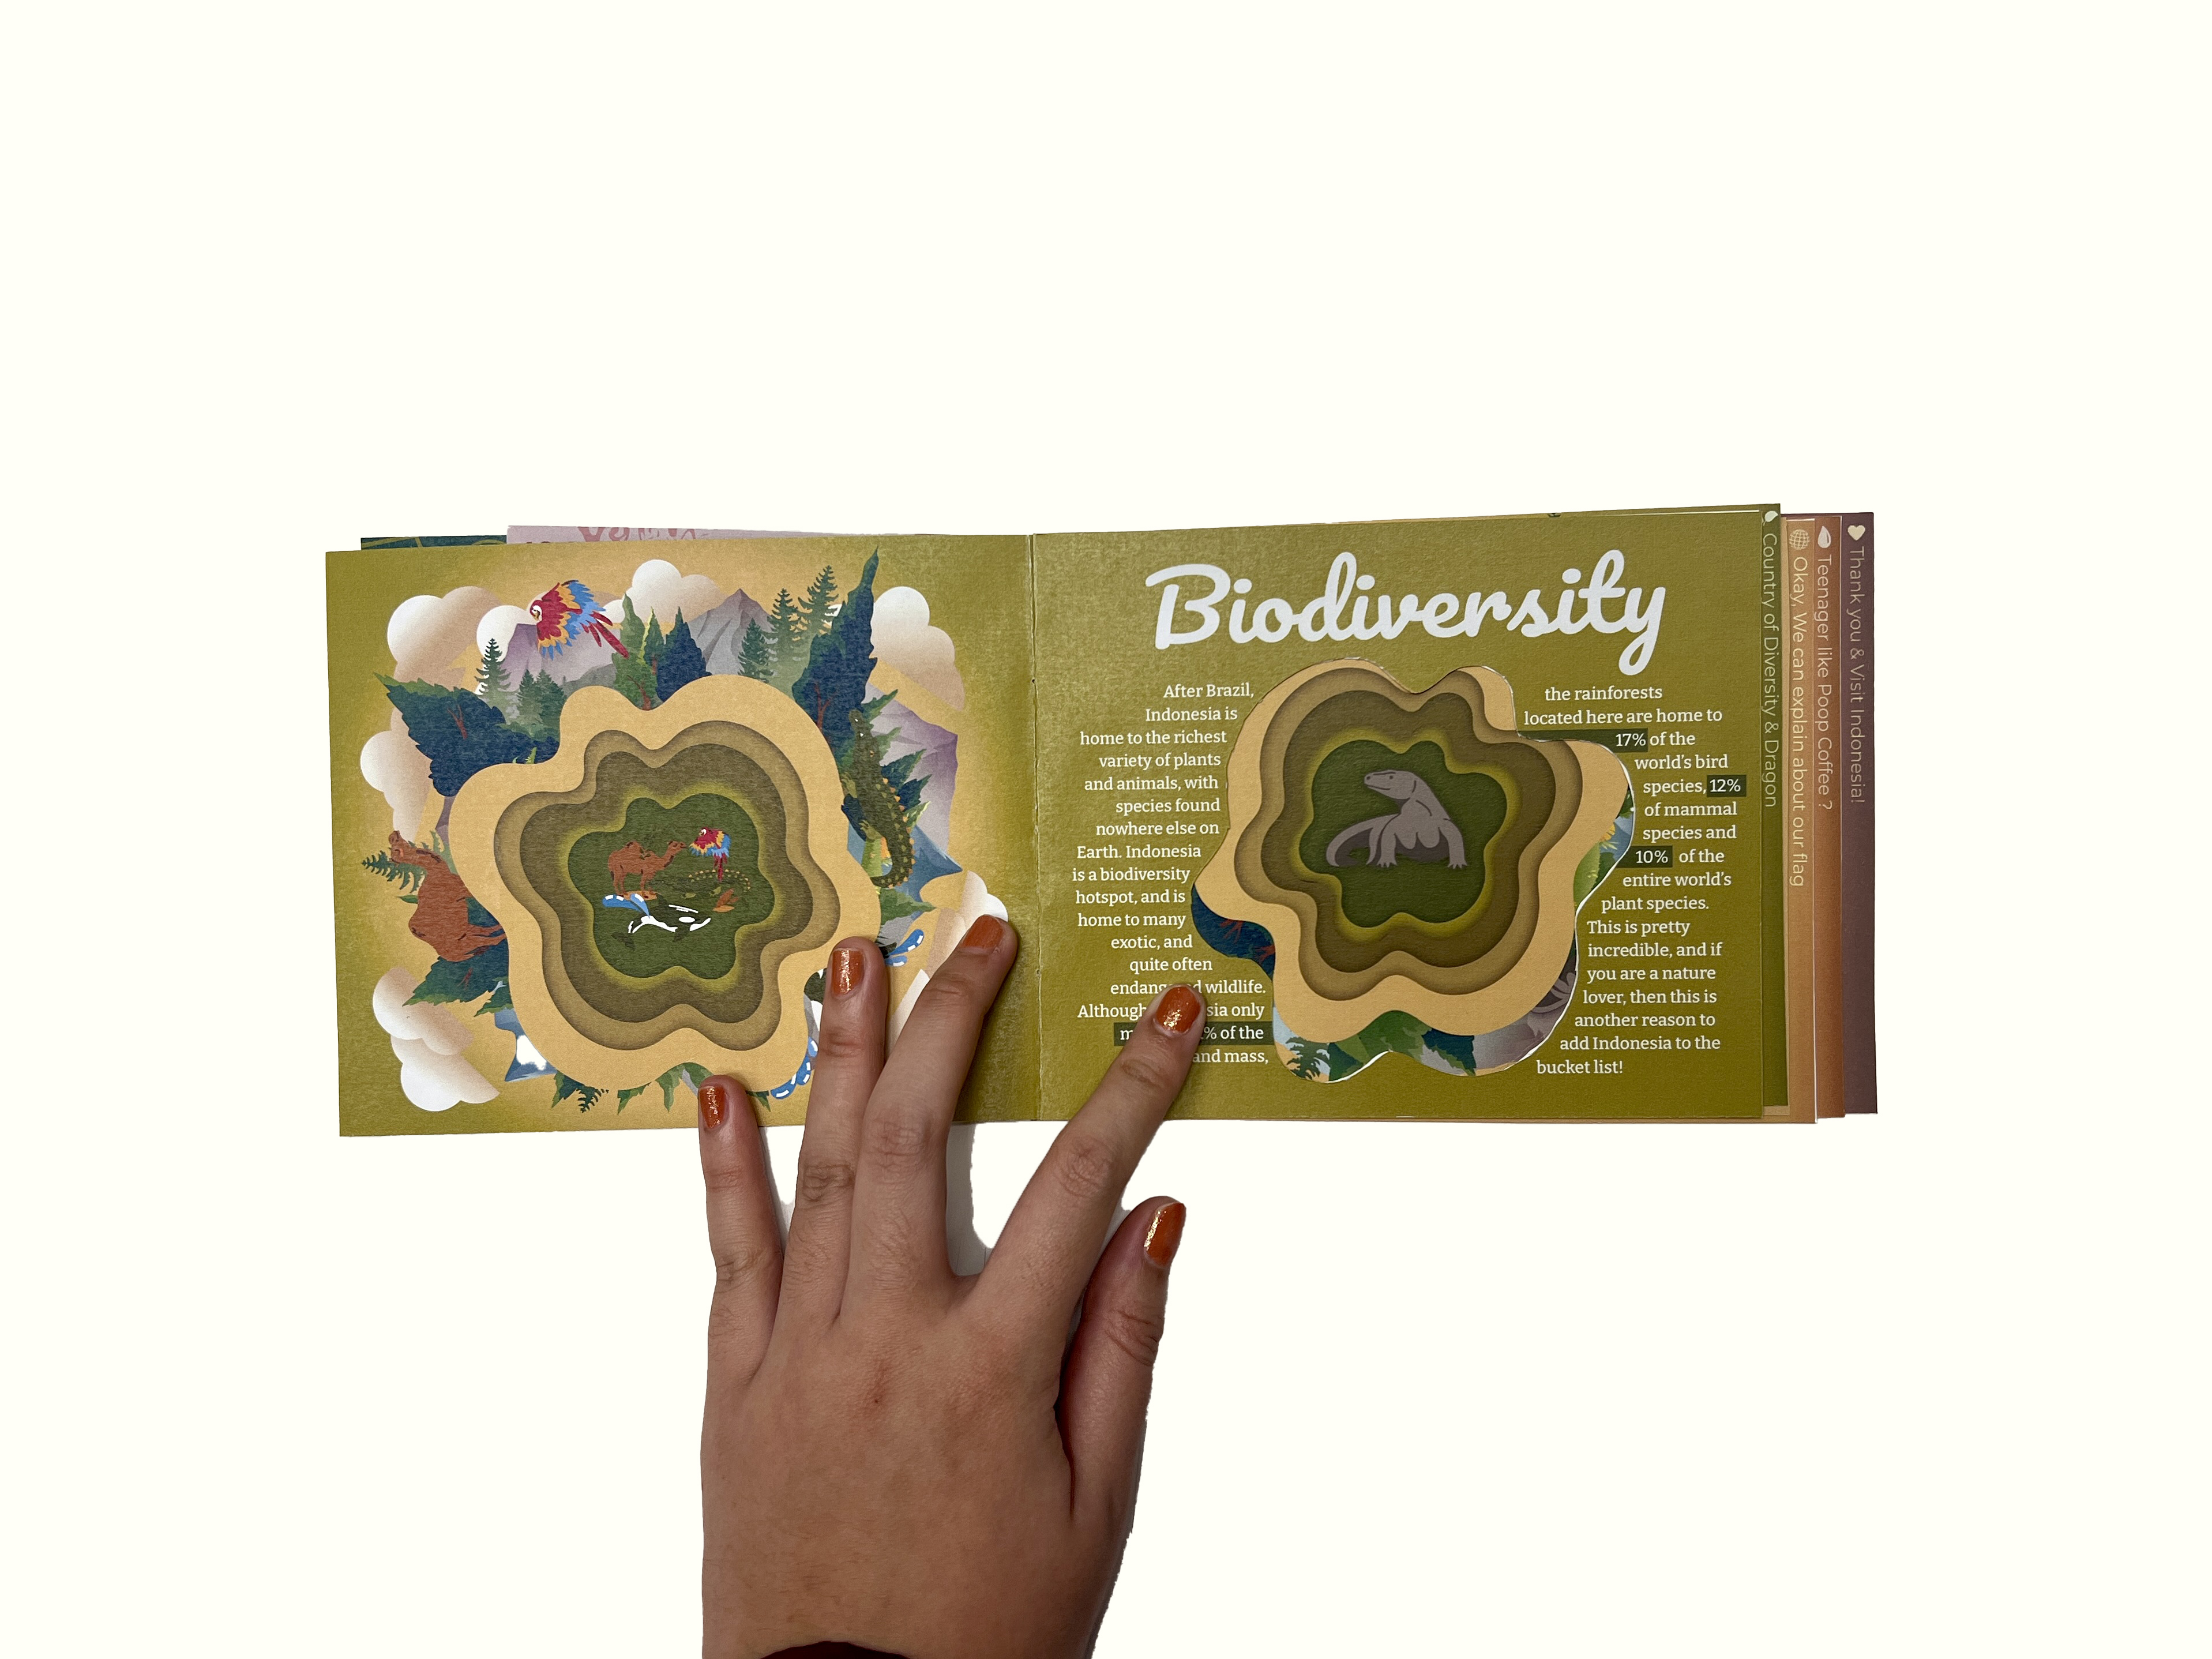 Biodiversity
After Brazil,
Indonesia is
home to the richest
variety of plants
and animals, with
species found
nowhere else on
Earth. Indonesia
is a biodiversity
hotspot, and is
home to many
exotic, and
quite often
wildlife.
only
% of the
mass,
the rainforests
located here are home to
17% of the
world's bird
species, 12%
of mammal
species and
10% of the
entire world's
plant species.
This is pretty
incredible, and if
you are a nature
lover, then this is
another reason to
add Indonesia to the
bucket list!
Country of Diversity & Dragon
Okay, We can explain about our flag
Teenager like Poop Coffee ?
Thank you & Visit Indonesia!